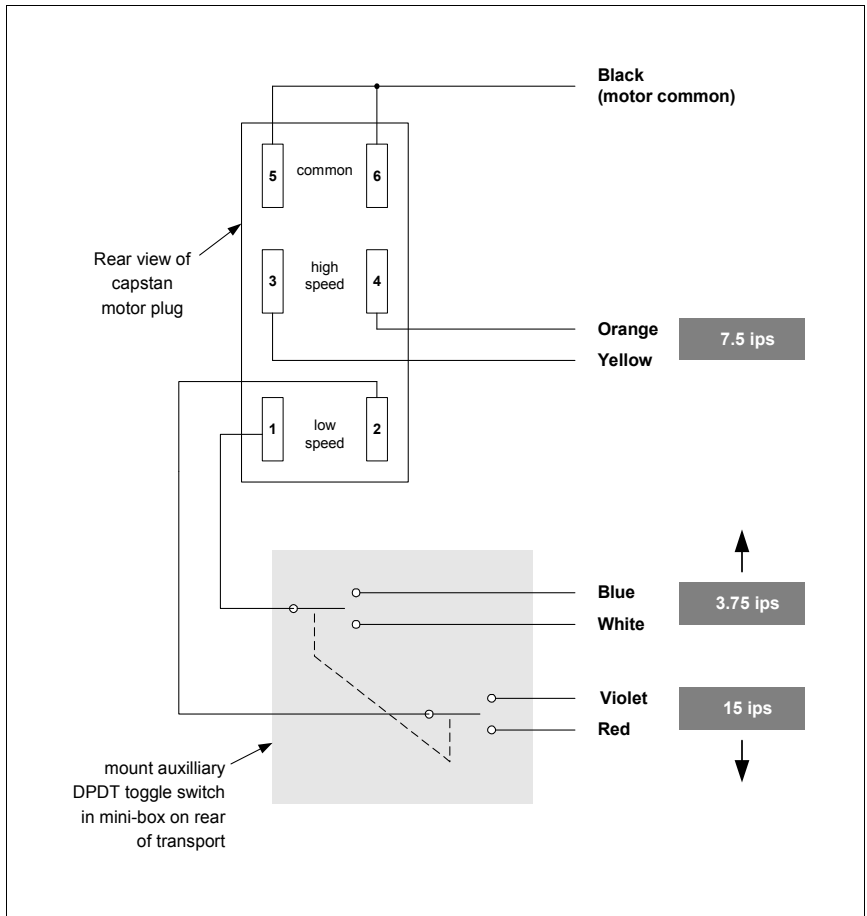 Black
(motor common)
5
common
6
Rear view of
capstan
motor plug
3
high
speed
4
Orange
7.5 ips
Yellow
1
low
speed
2
Blue
3.75 ips
White
Violet
15 ips
Red
mount auxilliary
DPDT toggle switch
in mini-box on rear
of transport